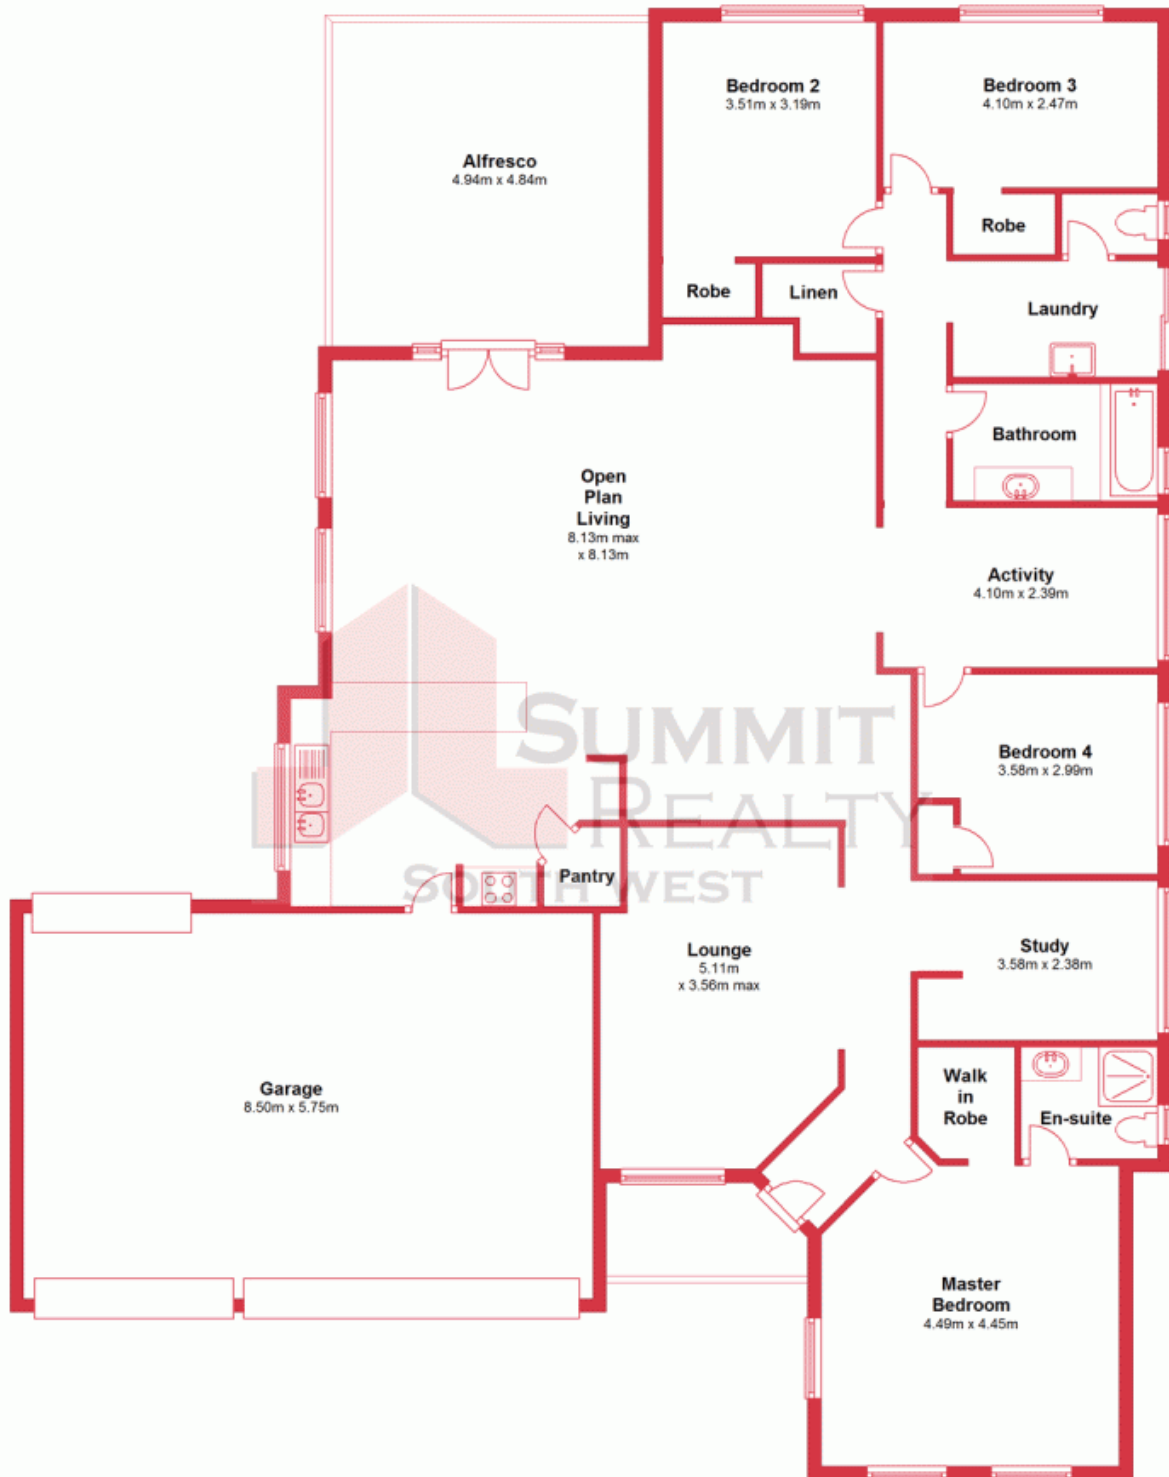 Bedroom 2
3.51m x 3.19m
Bedroom 3
4.10m x 2.47m
Alfresco
4.94m x 4.84m
Robe
Robe
Linen
Laundry
Bathroom
Open
Plan
Living
8.13m max
x 8.13m
Activity
4.10m x 2.39m
SUMMIT
REALTY
SOUTH WEST
Bedroom 4
3.58m x 2.99m
Pantry
Lounge
5.11m
x 3.56m max
Study
3.58m x 2.38m
Garage
8.50m x 5.75m
Walk
in
Robe
En-suite
Master
Bedroom
4.49m x 4.45m